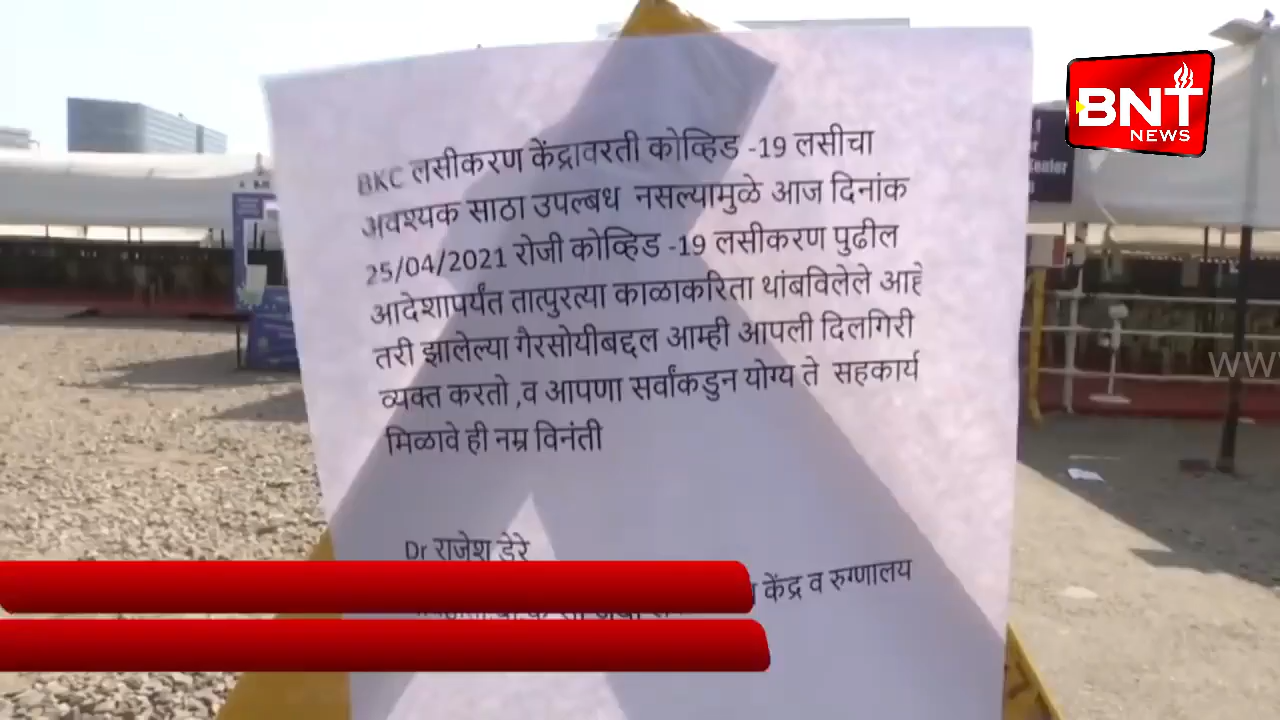 BNT
NEWS
BKC लसीकरण केंद्रावरती कोव्हिड -19 लसीचा
अवश्यक साठा उपल्बध नसल्यामुळे आज दिनांक
25/04/2021 रोजी कोव्हिड -19 लसीकरण पुढील
आदेशापर्यंत तात्पुरत्या काळाकरिता थांबविलेले आहे
तरी झालेल्या गैरसोयीबद्दल आम्ही आपली दिलगिरी
व्यक्त करतो ,व आपणा सर्वांकडुन योग्य ते सहकार्य
मिळावे ही नम्र विनंती
Dr राजेश डेरे
केंद्र व रुग्णालय